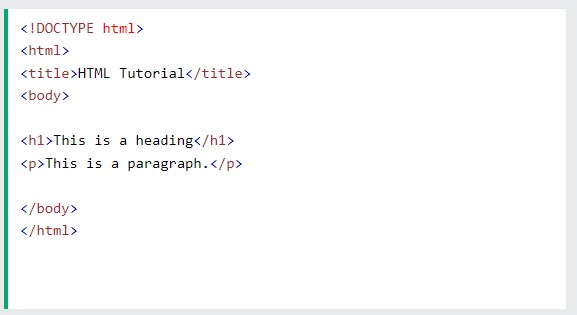 <!DOCTYPE html>
<html>
<title>HTML Tutorial</title>
<body>
<h1>This is a heading</h1>
<p>This is a paragraph.</p>
</body>
</html>